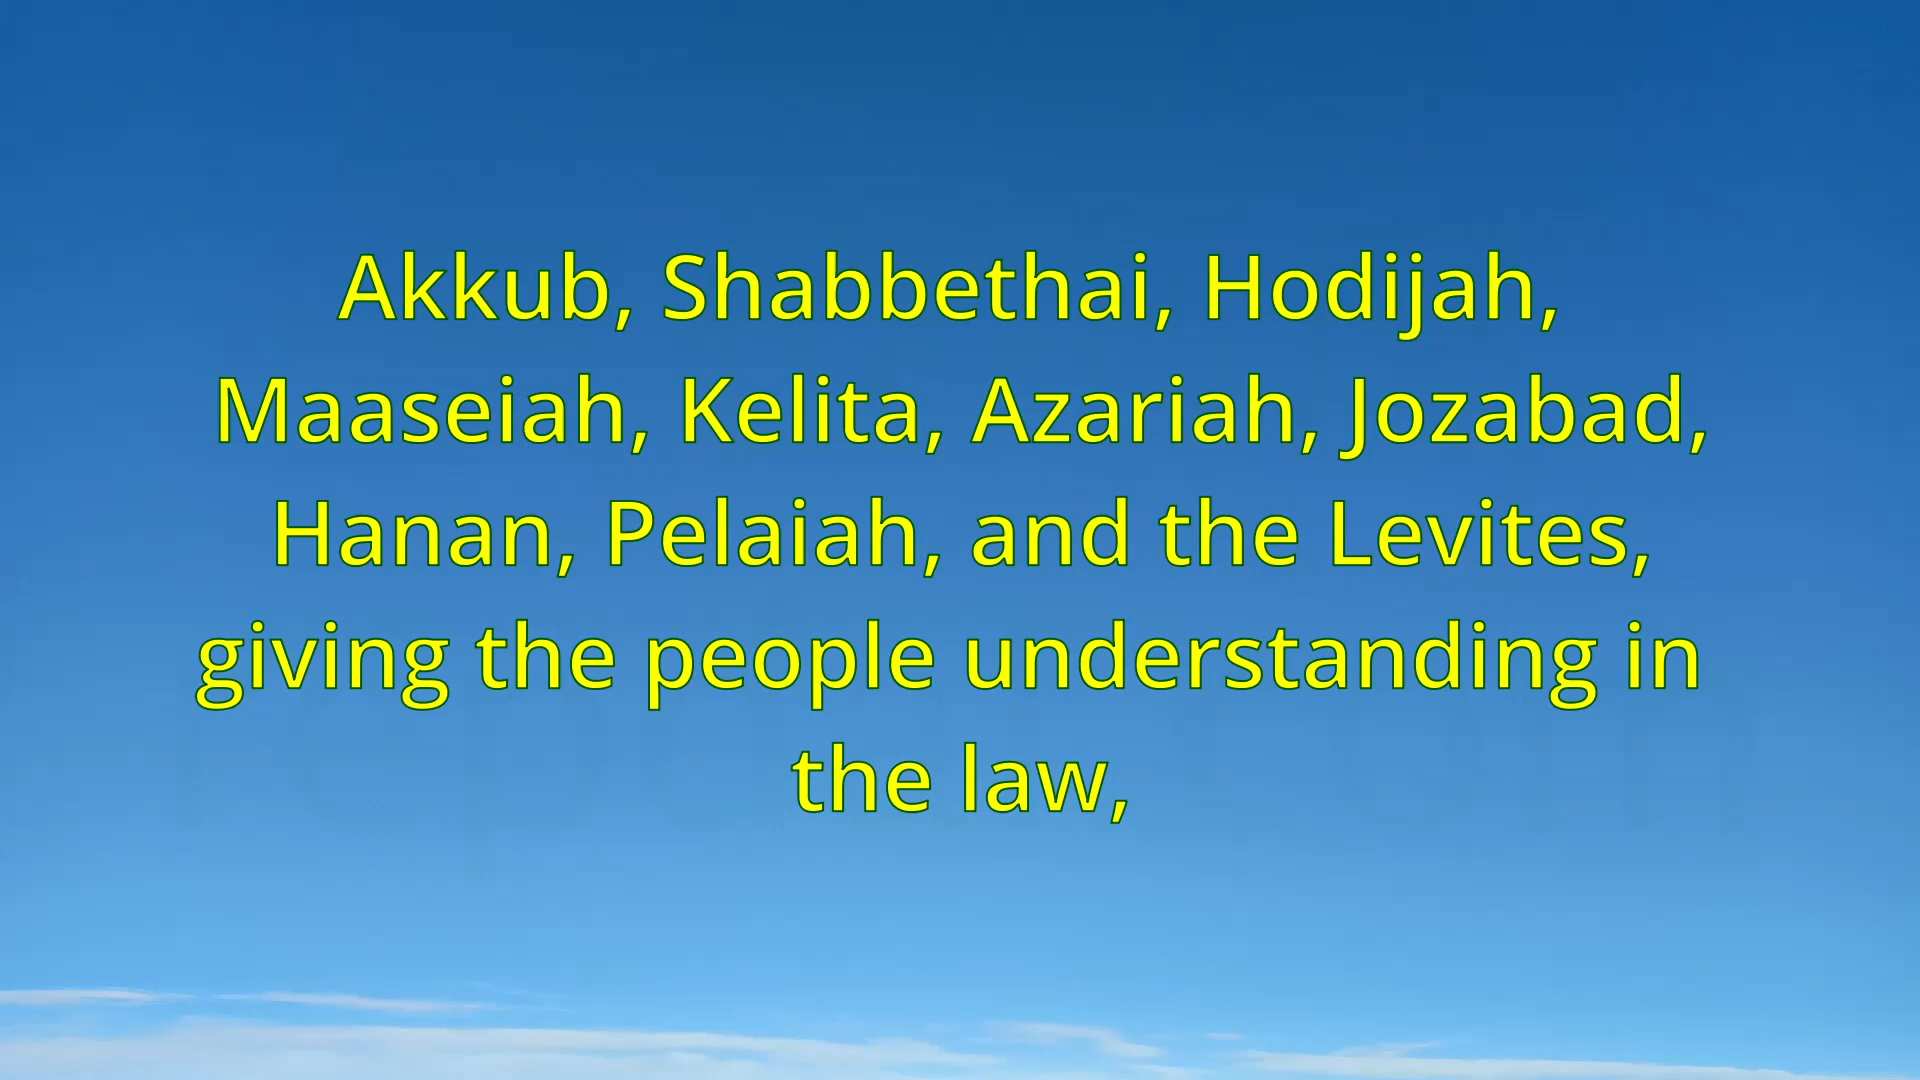 Akkub, Shabbethai, Hodijah,
Maaseiah, Kelita, Azariah, Jozabad,
Hanan, Pelaiah, and the Levites,
giving the people understanding in
the law,